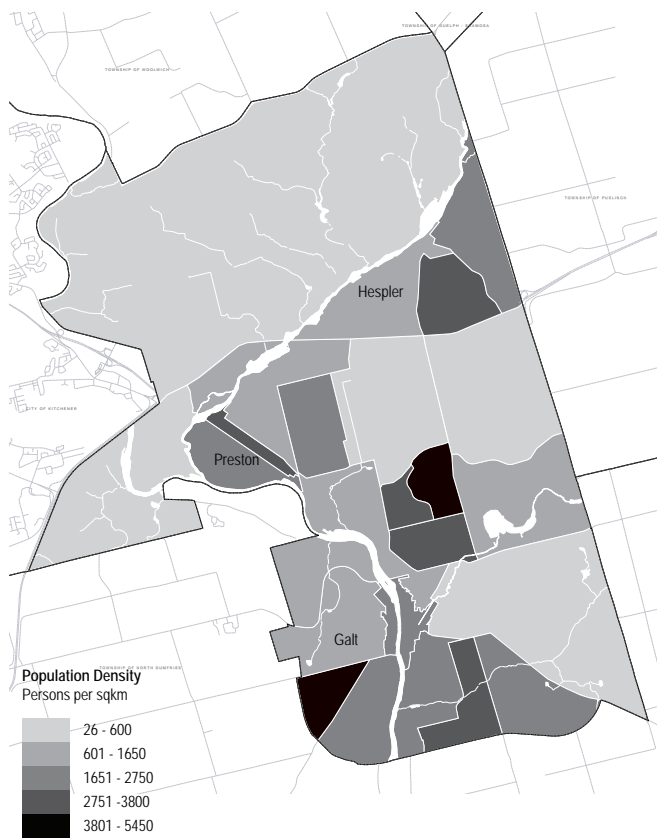 TOWNSHIP OF GUELPH - ERAMOSA
TOWNSHIP OF WOOLWICH
TOWNSHIP OF PUSLINCH
Hespler
CITY OF KITCHENER
Preston
Galt
TOWNSHIP OF NORTH DUMFRIES
Population Density
Persons per sqkm
26 - 600
601 - 1650
1651 - 2750
2751 -3800
3801 - 5450